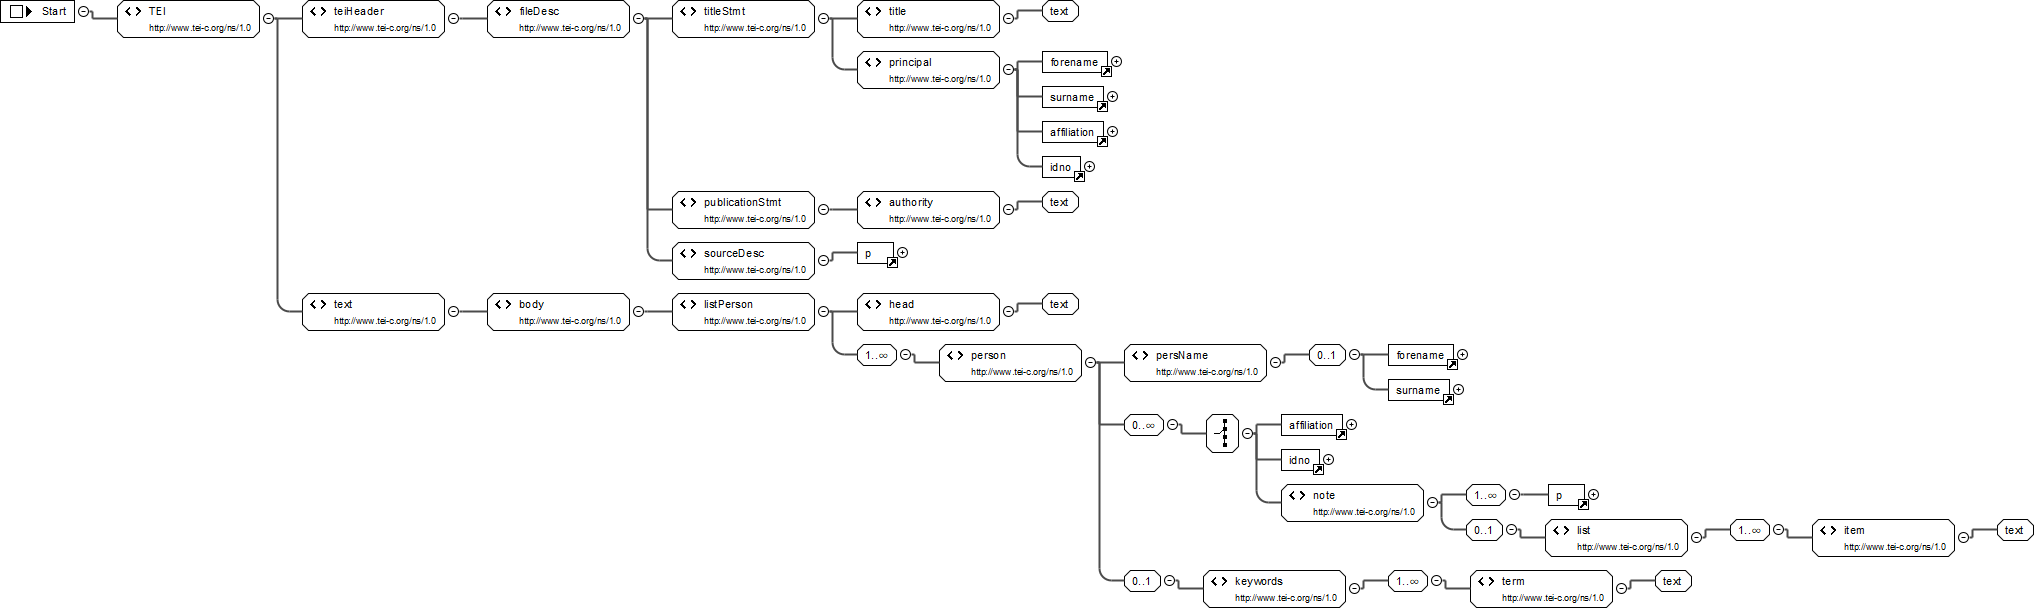 Start
TEI
http://www.tei-c.org/ns/1.0
teiHeader
http://www.tei-c.org/ns/1.0
fileDesc
http://www.tei-c.org/ns/1.0
titleStmt
http://www.tei-c.org/ns/1.0
title
http://www.tei-c.org/ns/1.0
text
principal
http://www.tei-c.org/ns/1.0
forename
surname
affiliation
idno
publicationStmt
http://www.tei-c.org/ns/1.0
authority
http://www.tei-c.org/ns/1.0
text
sourceDesc
http://www.tei-c.org/ns/1.0
p
text
http://www.tei-c.org/ns/1.0
body
http://www.tei-c.org/ns/1.0
listPerson
http://www.tei-c.org/ns/1.0
head
http://www.tei-c.org/ns/1.0
text
1..∞
person
http://www.tei-c.org/ns/1.0
persName
http://www.tei-c.org/ns/1.0
0..1
forename
surname
0..∞
affiliation
idno
note
http://www.tei-c.org/ns/1.0
1..∞
p
0..1
list
http://www.tei-c.org/ns/1.0
1..∞
item
http://www.tei-c.org/ns/1.0
text
0..1
keywords
http://www.tei-c.org/ns/1.0
1..∞
term
http://www.tei-c.org/ns/1.0
text